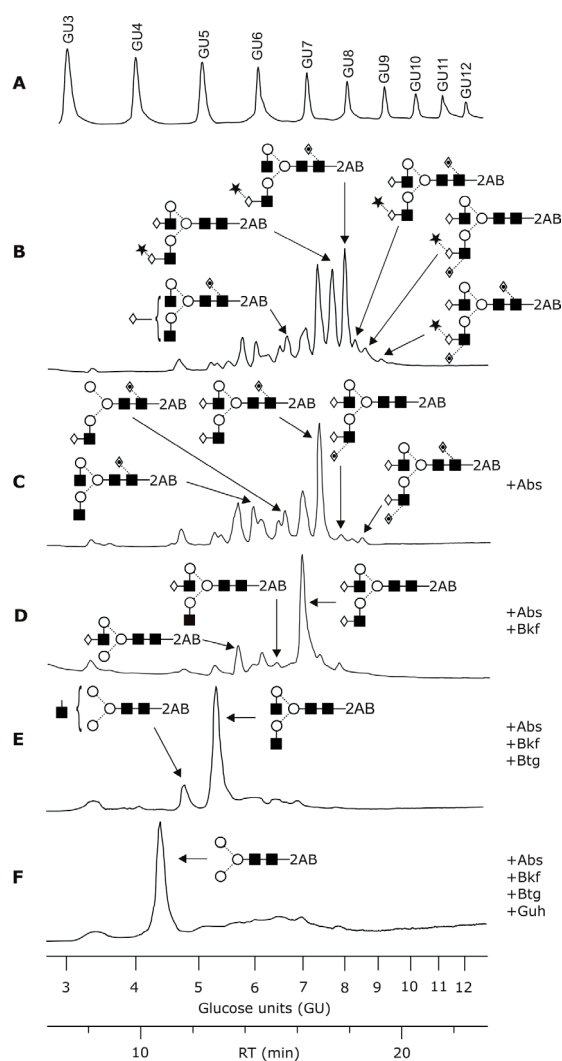 GU3
GU4
GU5
GU6
GU7
GU8
GU9
GU10
GU11
GU12
A
2AB
2AB
2AB
2AB
B
2AB
2AB
2AB
2AB
2AB
2AB
2AB
2AB
C
+Abs
2AB
2AB
2AB
D
+Abs
+Bkf
2AB
2AB
E
+Abs
+Bkf
+Btg
2AB
F
+Abs
+Bkf
+Btg
+Guh
3 4 5 6 7 8 9 10 11 12
Glucose units (GU)
10 RT (min) 20